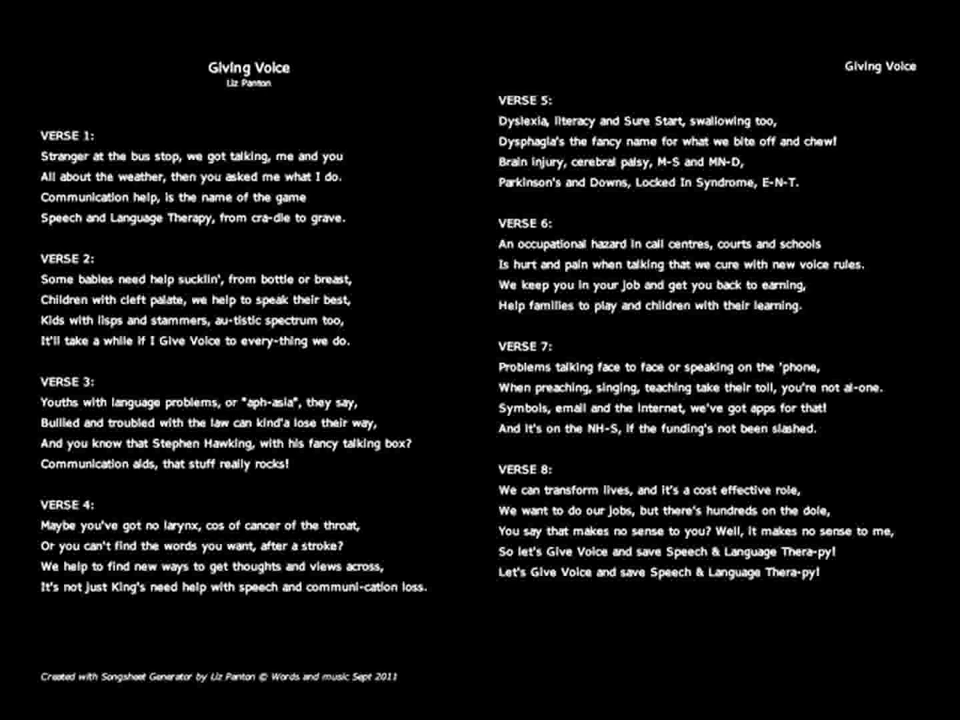 Giving Voice
Liz Panton
VERSE 1:
Stranger at the bus stop, we got talking, me and you
All about the weather, then you asked me what I do.
Communication help, is the name of the game
Speech and Language Therapy, from cra-dle to grave.
VERSE 2:
Some babies need help sucklin', from bottle or breast,
Children with cleft palate, we help to speak their best,
Kids with lisps and stammers, au-tistic spectrum too,
It'll take a while if I Give Voice to every-thing we do.
VERSE 3:
Youths with language problems, or "aph-asia", they say,
Bullied and troubled with the law can kind'a lose their way,
And you know that Stephen Hawking, with his fancy talking box?
Communication aids, that stuff really rocks!
VERSE 4:
Maybe you've got no larynx, cos of cancer of the throat,
Or you can't find the words you want, after a stroke?
We help to find new ways to get thoughts and views across,
It's not just King's need help with speech and communi-cation loss.
Created with Songsheet Generator by Liz Panton © Words and music Sept 2011
Giving Voice
VERSE 5:
Dyslexia, literacy and Sure Start, swallowing too,
Dysphagia's the fancy name for what we bite off and chew!
Brain injury, cerebral palsy, M-S and MN-D,
Parkinson's and Downs, Locked In Syndrome, E-N-T.
VERSE 6:
An occupational hazard in call centres, courts and schools
Is hurt and pain when talking that we cure with new voice rules.
We keep you in your job and get you back to earning,
Help families to play and children with their learning.
VERSE 7:
Problems talking face to face or speaking on the 'phone,
When preaching, singing, teaching take their toll, you're not al-one.
Symbols, email and the internet, we've got apps for that!
And it's on the NH-S, if the funding's not been slashed.
VERSE 8:
We can transform lives, and it's a cost effective role,
We want to do our jobs, but there's hundreds on the dole,
You say that makes no sense to you? Well, it makes no sense to me,
So let's Give Voice and save Speech & Language Thera-py!
Let's Give Voice and save Speech & Language Thera-py!